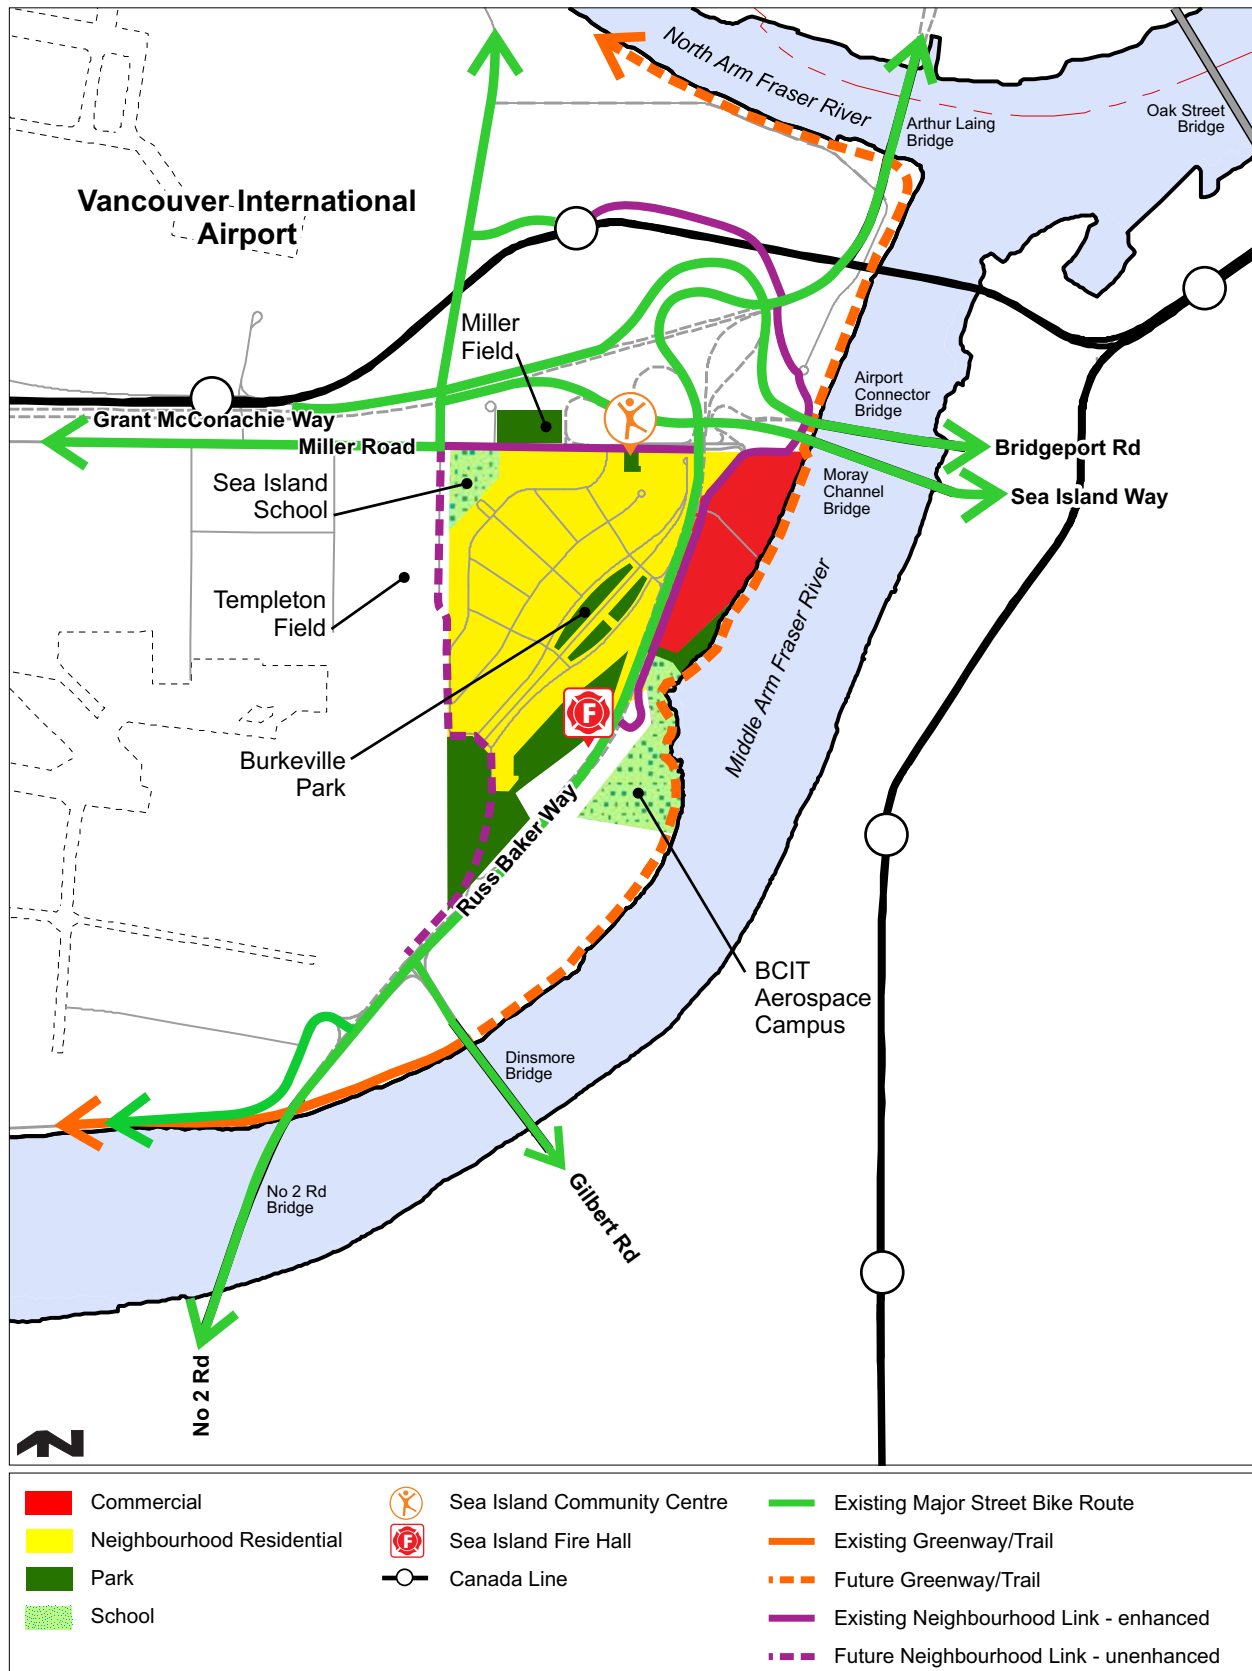 North Arm Fraser River
Arthur Laing
Bridge
Oak Street
Bridge
Vancouver International
Airport
Miller
Field
Airport
Connector
Bridge
Grant McConachie Way
Miller Road
Bridgeport Rd
Sea Island Way
Moray
Channel
Bridge
Sea Island
School
Templeton
Field
Middle Arm Fraser River
F
Burkeville
Park
Russ Baker Way
BCIT
Aerospace
Campus
Dinsmore
Bridge
No 2 Rd
Bridge
Gilbert Rd
No 2 Rd
N
Commercial
Neighbourhood Residential
Park
School
Sea Island Community Centre
F
Sea Island Fire Hall
Canada Line
Existing Major Street Bike Route
Existing Greenway/Trail
Future Greenway/Trail
Existing Neighbourhood Link - enhanced
Future Neighbourhood Link - unenhanced